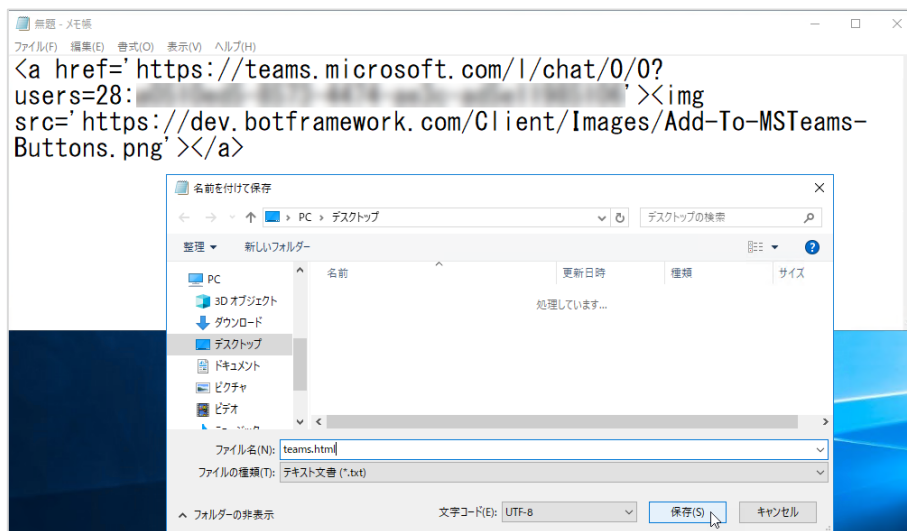 無題 - メモ帳
ファイル(F) 編集(E) 書式(O) 表示(V) ヘルプ(H)
<a href='https://teams.microsoft.com/l/chat/0/0?
users=28: '><img
src='https://dev.botframework.com/Client/Images/Add-To-MSTeams-
Buttons.png'></a>
名前を付けて保存
PC › デスクトップ
デスクトップの検索
整理 新しいフォルダー
名前 更新日時 種類 サイズ
処理しています...
PC
3D オブジェクト
ダウンロード
デスクトップ
ドキュメント
ピクチャ
ビデオ
ファイル名(N): teams.html
ファイルの種類(T): テキスト文書 (*.txt)
フォルダーの非表示
文字コード(E): UTF-8
保存(S)
キャンセル